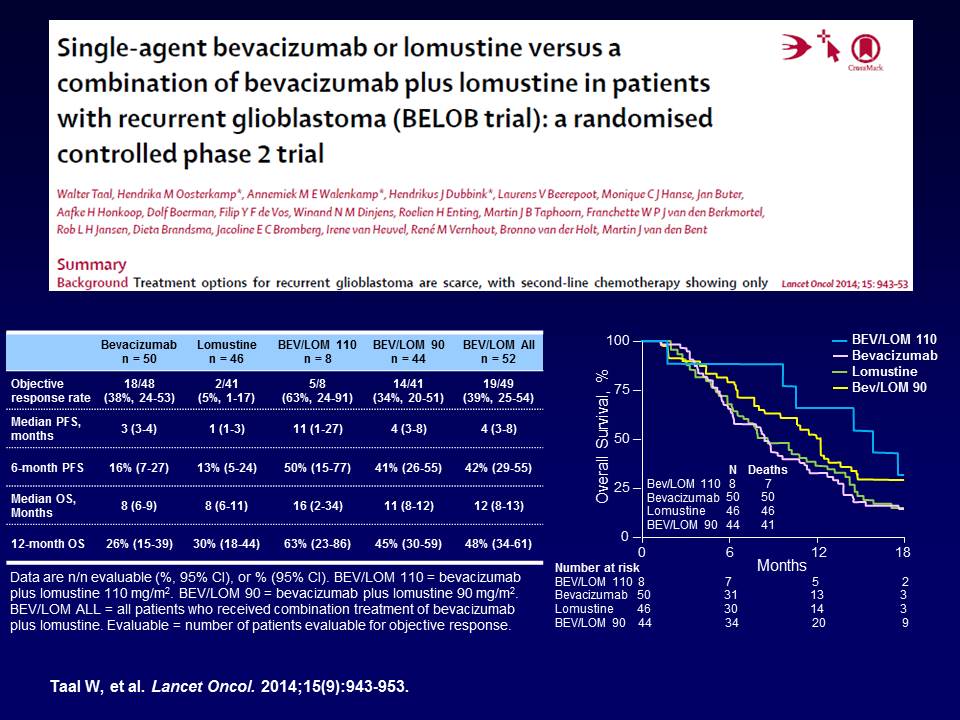 Single-agent bevacizumab or lomustine versus a
combination of bevacizumab plus lomustine in patients
with recurrent glioblastoma (BELOB trial): a randomised
controlled phase 2 trial
CrossMark
Walter Taal, Hendrika M Oosterkamp*, Annemiek M E Walenkamp*, Hendrikus J Dubbink*, Laurens V Beerepoot, Monique C J Hanse, Jan Buter,
Aafke H Honkoop, Dolf Boerman, Filip Y F de Vos, Winand N M Dinjens, Roelien H Enting, Martin J B Taphoorn, Franchette W P J van den Berkmortel,
Rob L H Jansen, Dieta Brandsma, Jacoline E C Bromberg, Irene van Heuvel, René M Vernhout, Bronno van der Holt, Martin J van den Bent
Summary
Background Treatment options for recurrent glioblastoma are scarce, with second-line chemotherapy showing only Lancet Oncol 2014; 15: 943-53
Bevacizumab Lomustine BEV/LOM 110 BEV/LOM 90 BEV/LOM All
n = 50 n = 46 n = 8 n = 44 n = 52
Objective 18/48 2/41 5/8 14/41 19/49
response rate (38%, 24-53) (5%, 1-17) (63%, 24-91) (34%, 20-51) (39%, 25-54)
Median PFS,
months 3 (3-4) 1 (1-3) 11 (1-27) 4 (3-8) 4 (3-8)
6-month PFS 16% (7-27) 13% (5-24) 50% (15-77) 41% (26-55) 42% (29-55)
Median OS,
Months 8 (6-9) 8 (6-11) 16 (2-34) 11 (8-12) 12 (8-13)
12-month OS 26% (15-39) 30% (18-44) 63% (23-86) 45% (30-59) 48% (34-61)
Data are n/n evaluable (%, 95% CI), or % (95% CI). BEV/LOM 110 = bevacizumab
plus lomustine 110 mg/m². BEV/LOM 90 = bevacizumab plus lomustine 90 mg/m².
BEV/LOM ALL = all patients who received combination treatment of bevacizumab
plus lomustine. Evaluable = number of patients evaluable for objective response.
Overall Survival, %
100
75
50
25
0
BEV/LOM 110
Bevacizumab
Lomustine
Bev/LOM 90
N Deaths
Bev/LOM 110 8 7
Bevacizumab 50 50
Lomustine 46 46
BEV/LOM 90 44 41
0 6 12 18
Months
Number at risk
BEV/LOM 110 8 7 5 2
Bevacizumab 50 31 13 3
Lomustine 46 30 14 3
BEV/LOM 90 44 34 20 9
Taal W, et al. Lancet Oncol. 2014;15(9):943-953.